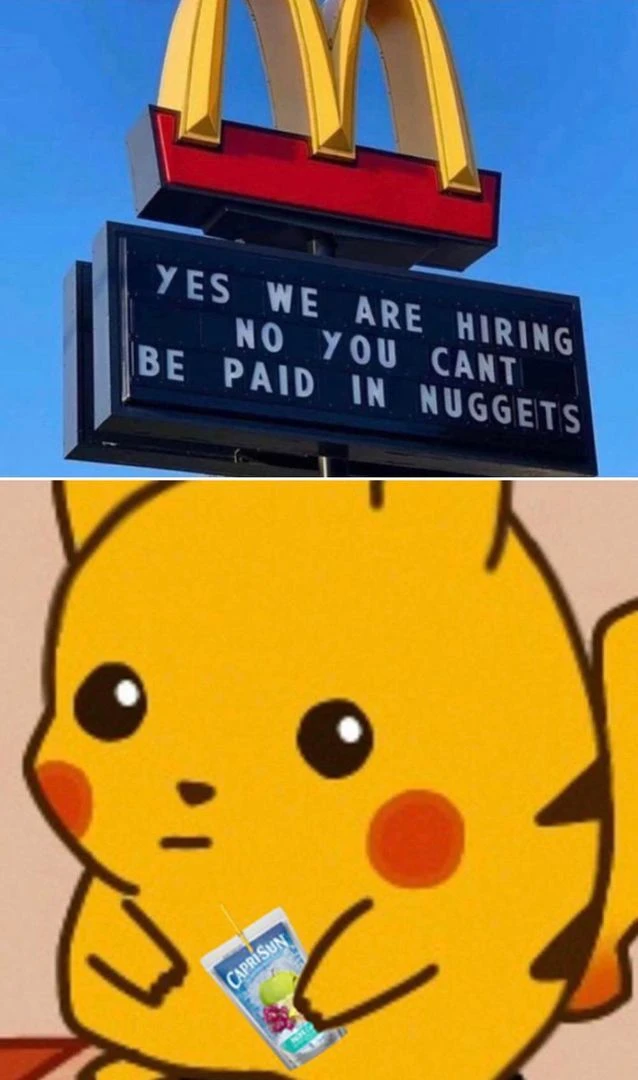 YES WE ARE HIRING
NO YOU CANT
BE PAID IN NUGGETS
CAPRI SUN